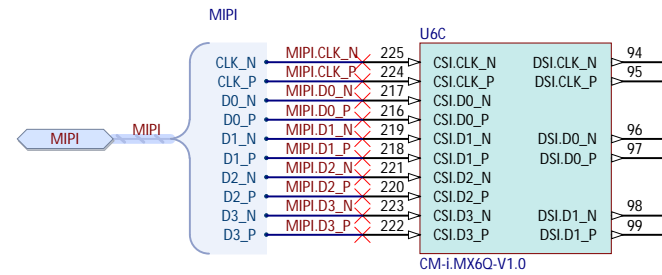 MIPI
U6C
CLK_N MIPI.CLK_N 225 CSI.CLK_N DSI.CLK_N 94
CLK_P MIPI.CLK_P 224 CSI.CLK_P DSI.CLK_P 95
D0_N MIPI.D0_N 217 CSI.D0_N
D0_P MIPI.D0_P 216 CSI.D0_P
MIPI MIPI D1_N MIPI.D1_N 219 CSI.D1_N DSI.D0_N 96
D1_P MIPI.D1_P 218 CSI.D1_P DSI.D0_P 97
D2_N MIPI.D2_N 221 CSI.D2_N
D2_P MIPI.D2_P 220 CSI.D2_P
D3_N MIPI.D3_N 223 CSI.D3_N DSI.D1_N 98
D3_P MIPI.D3_P 222 CSI.D3_P DSI.D1_P 99
CM-i.MX6Q-V1.0